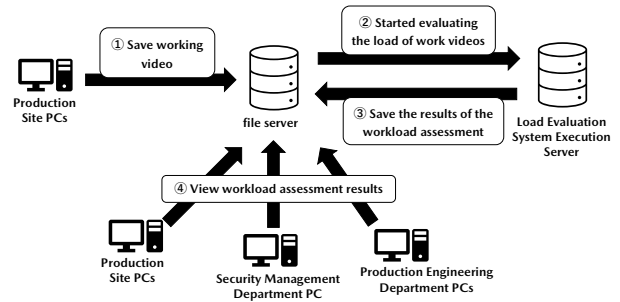 ① Save working
video
② Started evaluating
the load of work videos
Production
Site PCs
file server
③ Save the results of the
workload assessment
Load Evaluation
System Execution
Server
④ View workload assessment results
Production
Site PCs
Security Management
Department PC
Production Engineering
Department PCs